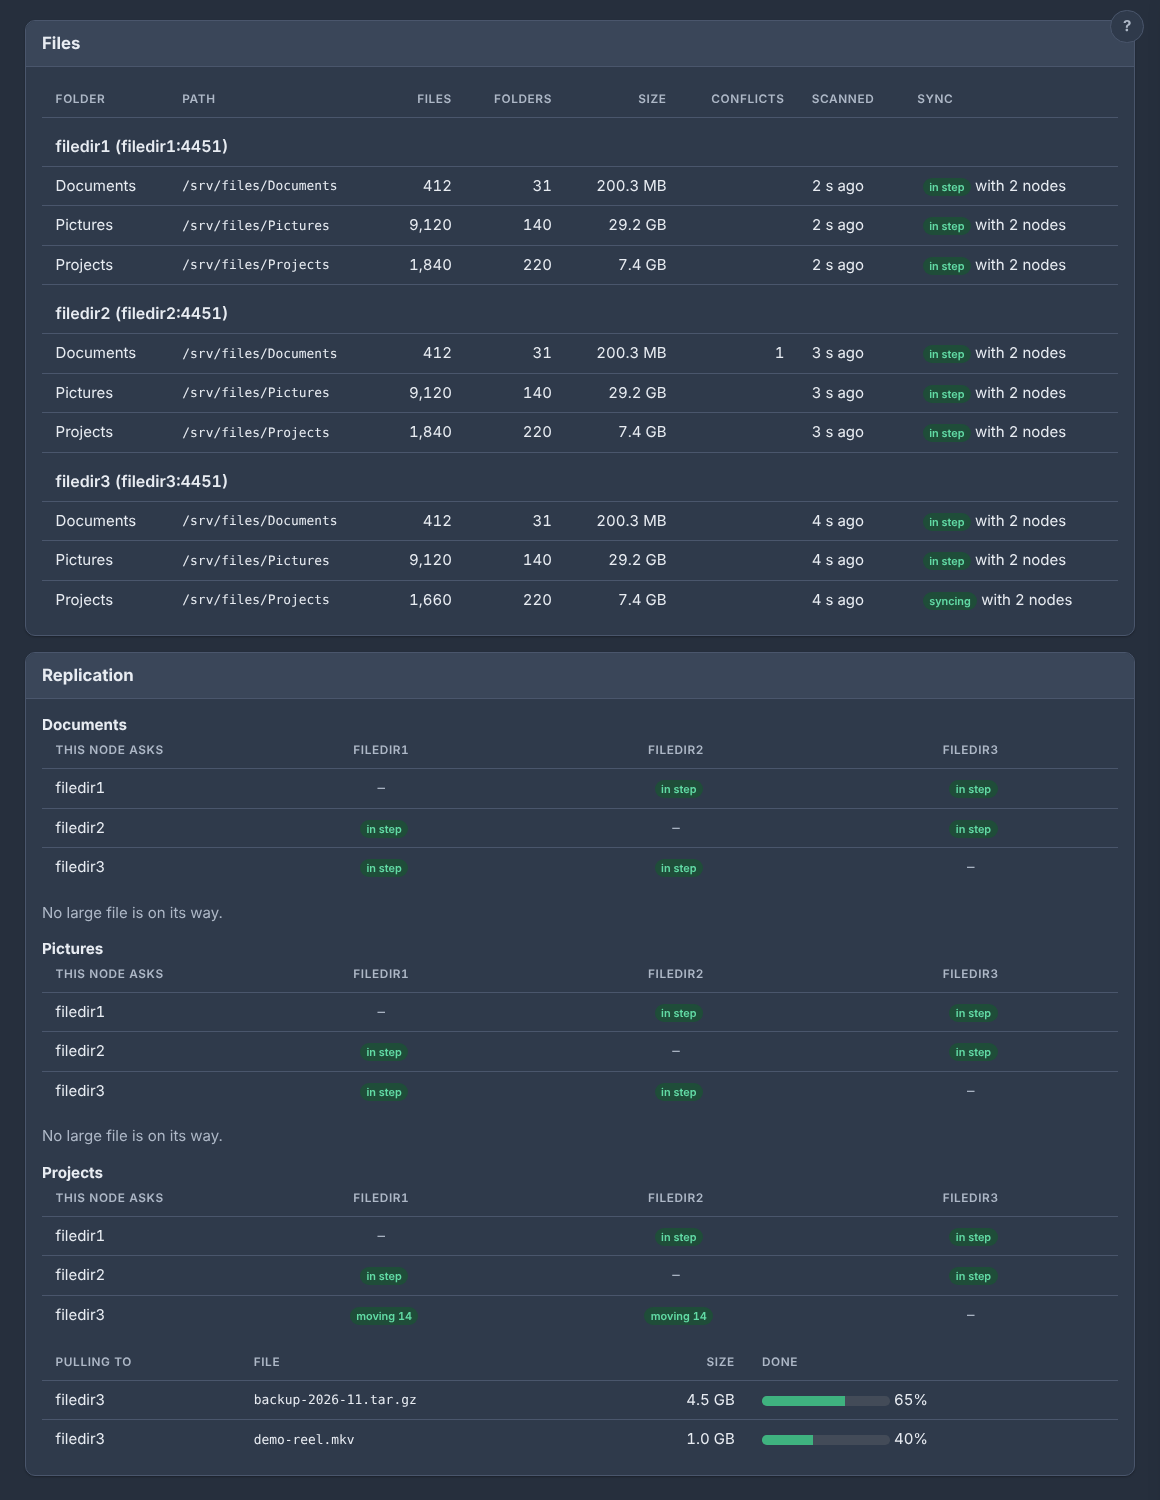 ?
Files
FOLDER PATH FILES FOLDERS SIZE CONFLICTS SCANNED SYNC
filedir1 (filedir1:4451)
Documents /srv/files/Documents 412 31 200.3 MB 2 s ago in step with 2 nodes
Pictures /srv/files/Pictures 9,120 140 29.2 GB 2 s ago in step with 2 nodes
Projects /srv/files/Projects 1,840 220 7.4 GB 2 s ago in step with 2 nodes
filedir2 (filedir2:4451)
Documents /srv/files/Documents 412 31 200.3 MB 1 3 s ago in step with 2 nodes
Pictures /srv/files/Pictures 9,120 140 29.2 GB 3 s ago in step with 2 nodes
Projects /srv/files/Projects 1,840 220 7.4 GB 3 s ago in step with 2 nodes
filedir3 (filedir3:4451)
Documents /srv/files/Documents 412 31 200.3 MB 4 s ago in step with 2 nodes
Pictures /srv/files/Pictures 9,120 140 29.2 GB 4 s ago in step with 2 nodes
Projects /srv/files/Projects 1,660 220 7.4 GB 4 s ago syncing with 2 nodes
Replication
Documents
THIS NODE ASKS FILEDIR1 FILEDIR2 FILEDIR3
filedir1 – in step in step
filedir2 in step – in step
filedir3 in step in step –
No large file is on its way.
Pictures
THIS NODE ASKS FILEDIR1 FILEDIR2 FILEDIR3
filedir1 – in step in step
filedir2 in step – in step
filedir3 in step in step –
No large file is on its way.
Projects
THIS NODE ASKS FILEDIR1 FILEDIR2 FILEDIR3
filedir1 – in step in step
filedir2 in step – in step
filedir3 moving 14 moving 14 –
PULLING TO FILE SIZE DONE
filedir3 backup-2026-11.tar.gz 4.5 GB 65%
filedir3 demo-reel.mkv 1.0 GB 40%